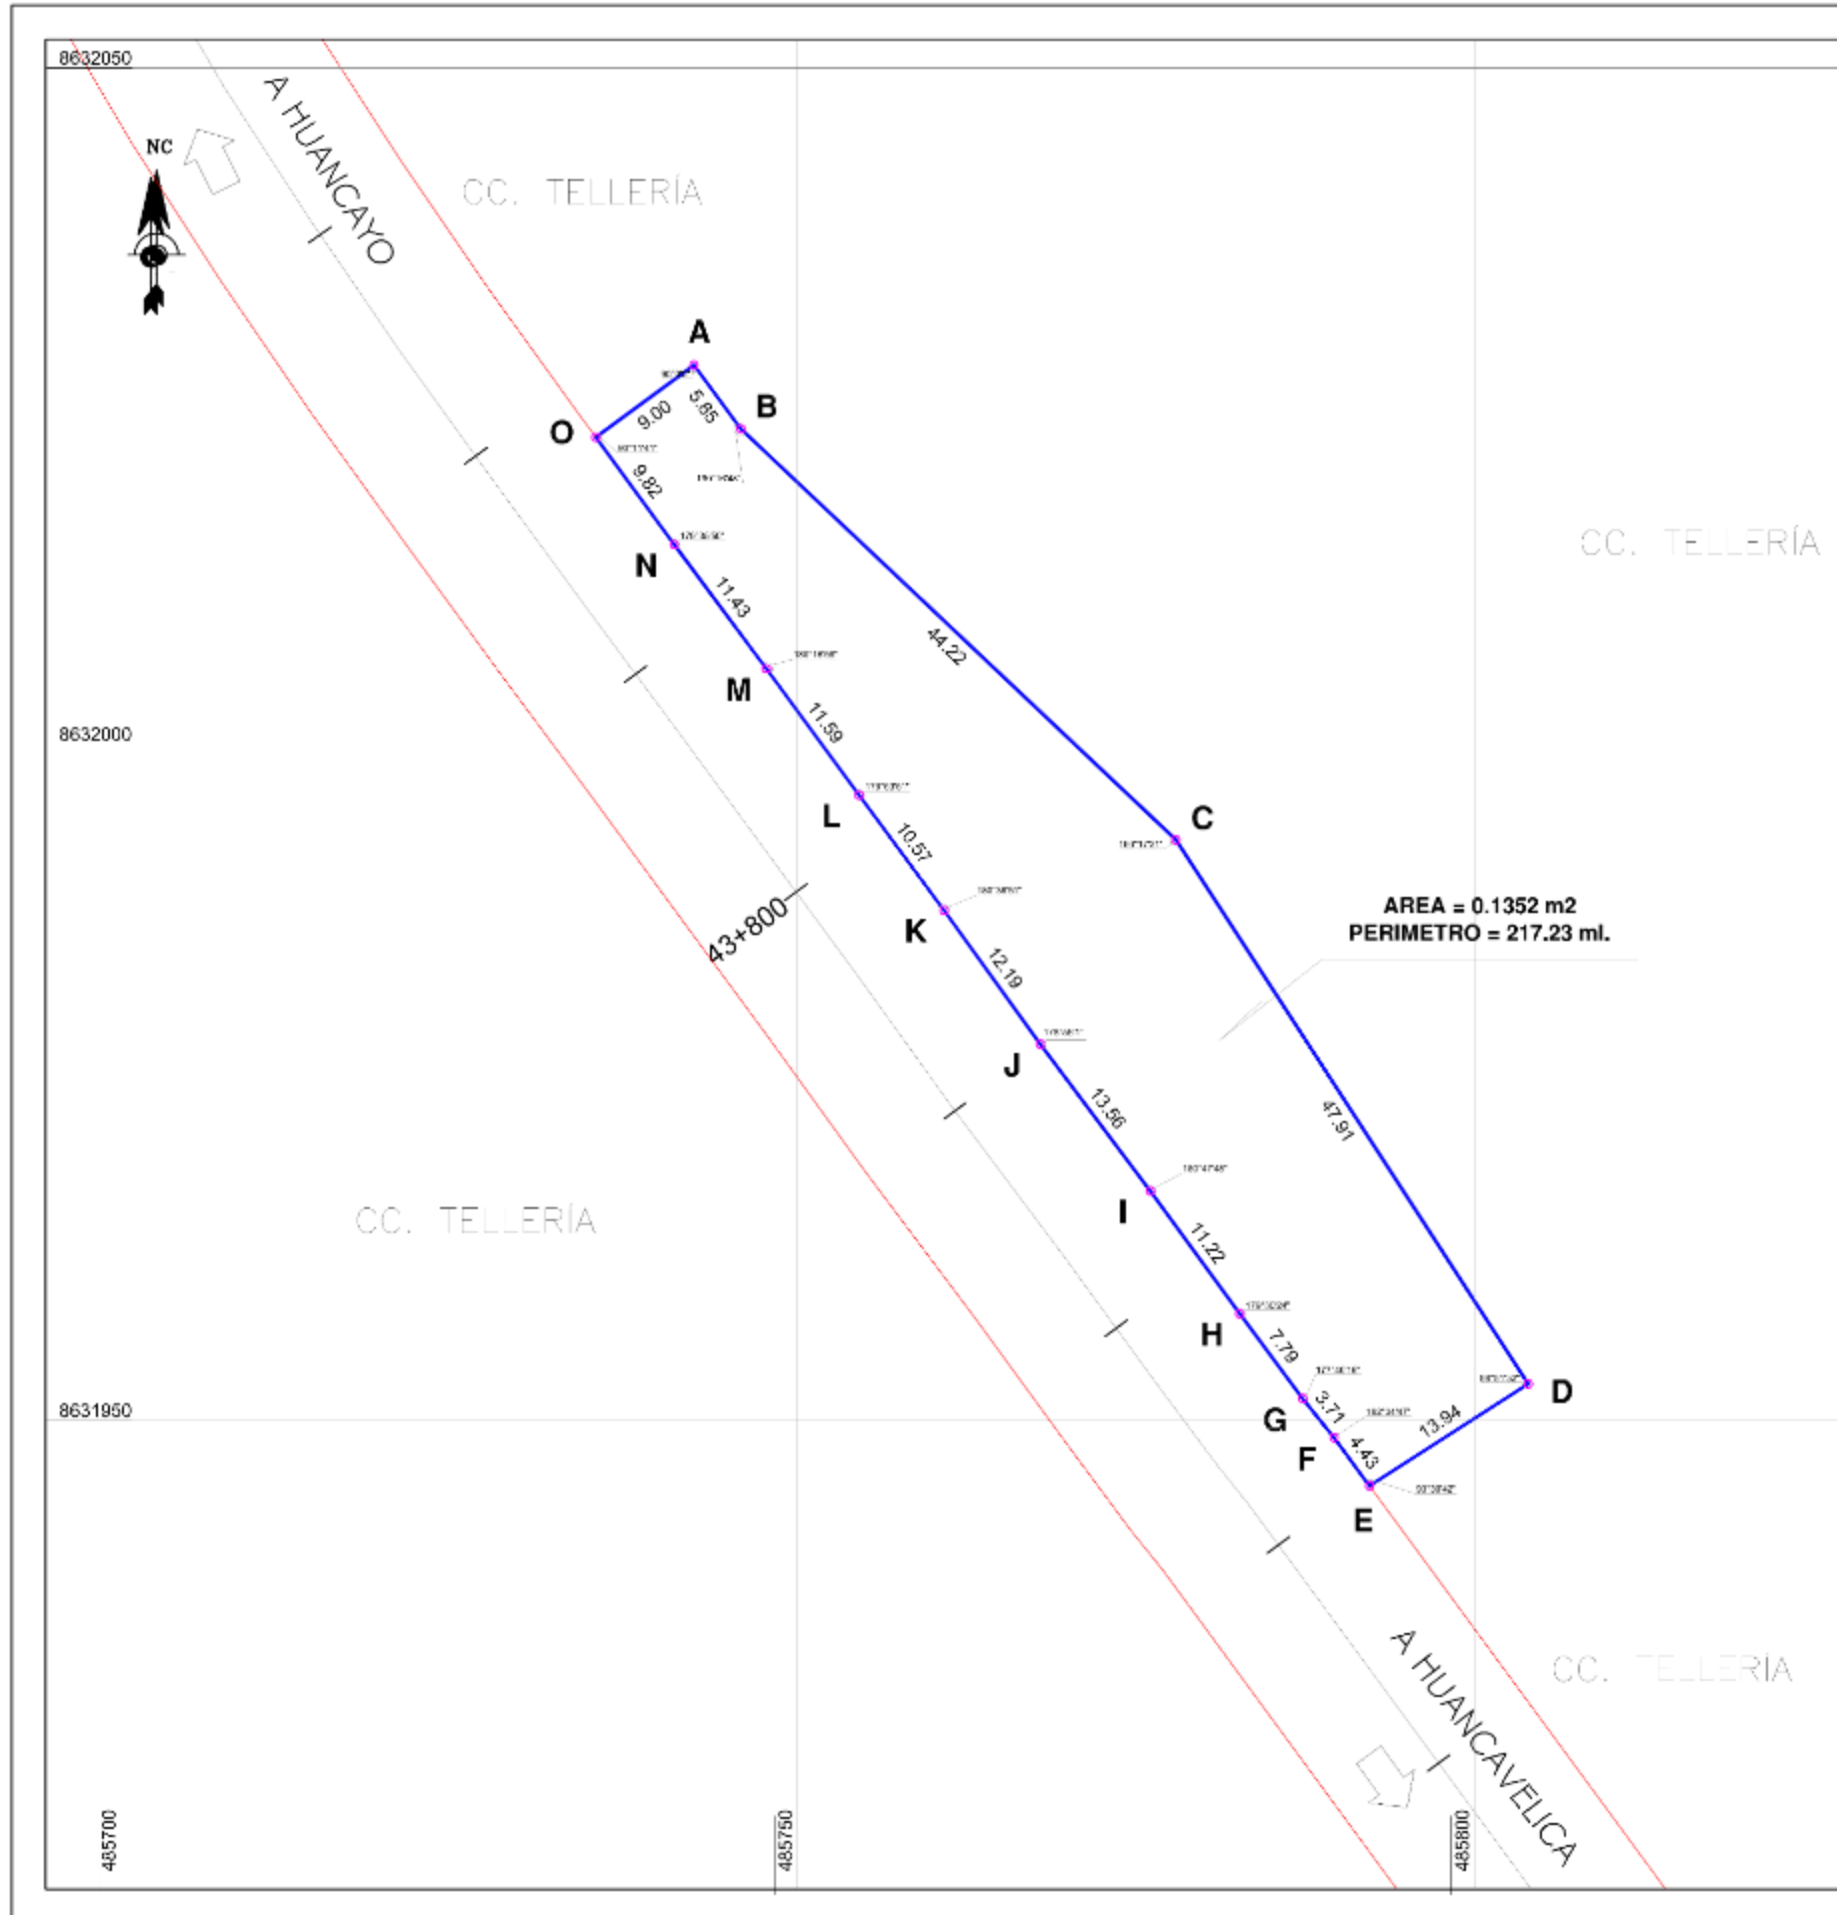 8632050
A HUANCAYO
NC
CC. TELLERÍA
A
B
5.65
9.00
O
9.82
N
CC. TELLERÍA
11.43
M
44.22
11.59
8632000
L
C
10.57
K
AREA = 0.1352 m2
PERIMETRO = 217.23 ml.
43+800
12.19
J
13.56
47.91
I
CC. TELLERÍA
11.22
H
7.79
D
G
3.71
8631950
13.94
F
4.43
E
A HUANCAVELICA
CC. TELLERÍA
485700
485750
485800